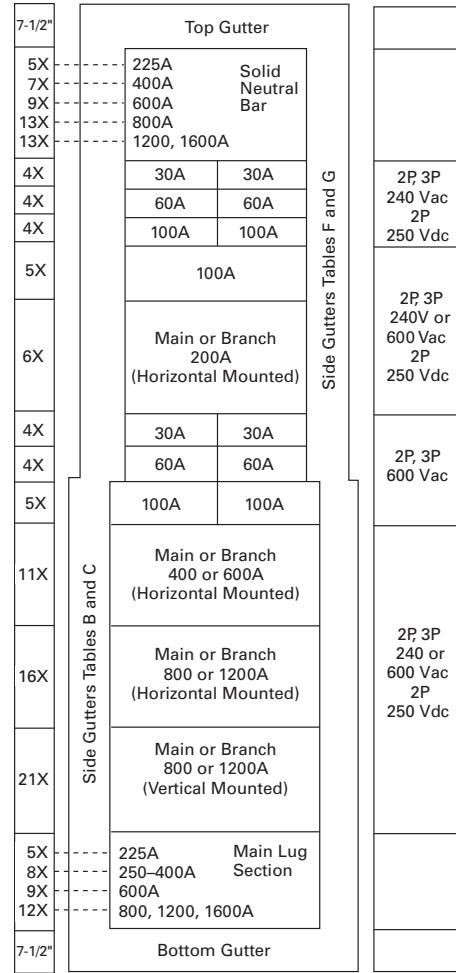 7-1/2"
Top Gutter
5X
225A
7X
400A
9X
600A
13X
800A
13X
1200, 1600A
Solid
Neutral
Bar
4X
30A
30A
4X
60A
60A
4X
100A
100A
2P, 3P
240 Vac
2P
250 Vdc
5X
100A
6X
Main or Branch
200A
(Horizontal Mounted)
2P, 3P
240V or
600 Vac
2P
250 Vdc
Side Gutters Tables F and G
4X
30A
30A
4X
60A
60A
5X
100A
100A
2P, 3P
600 Vac
11X
Main or Branch
400 or 600A
(Horizontal Mounted)
Side Gutters Tables B and C
16X
Main or Branch
800 or 1200A
(Horizontal Mounted)
2P, 3P
240 or
600 Vac
2P
250 Vdc
21X
Main or Branch
800 or 1200A
(Vertical Mounted)
5X
225A
8X
250–400A
9X
600A
12X
800, 1200, 1600A
Main Lug
Section
7-1/2"
Bottom Gutter